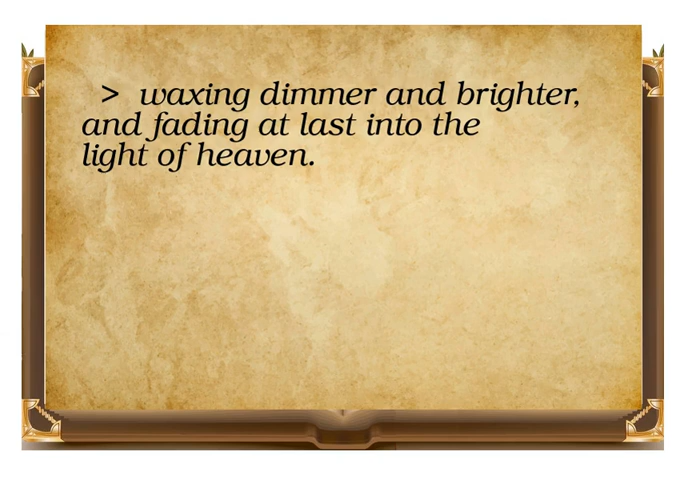 > waxing dimmer and brighter,
and fading at last into the
light of heaven.